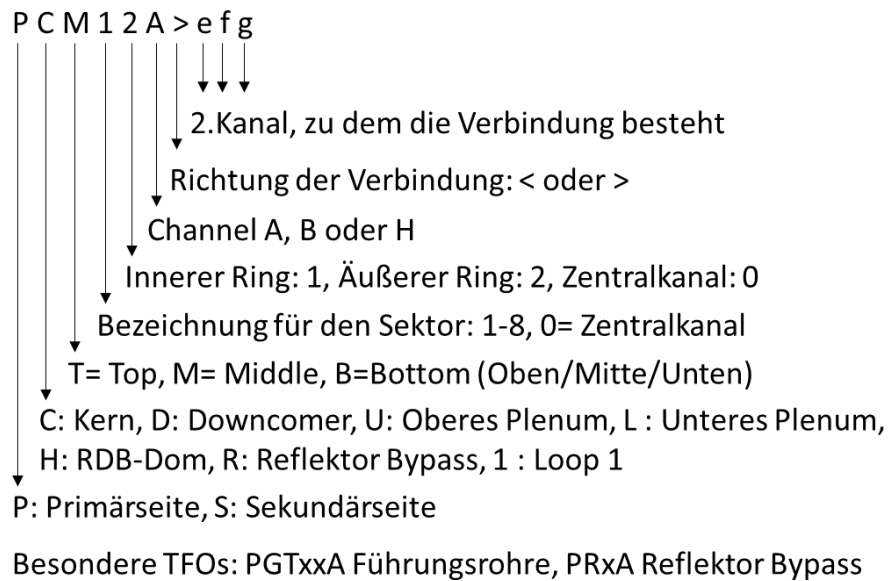 P C M 1 2 A > e f g
2.Kanal, zu dem die Verbindung besteht
Richtung der Verbindung: < oder >
Channel A, B oder H
Innerer Ring: 1, Äußerer Ring: 2, Zentralkanal: 0
Bezeichnung für den Sektor: 1-8, 0= Zentralkanal
T= Top, M= Middle, B=Bottom (Oben/Mitte/Unten)
C: Kern, D: Downcomer, U: Oberes Plenum, L : Unteres Plenum,
H: RDB-Dom, R: Reflektor Bypass, 1 : Loop 1
P: Primärseite, S: Sekundärseite
Besondere TFOs: PGTxxA Führungsrohre, PRxA Reflektor Bypass